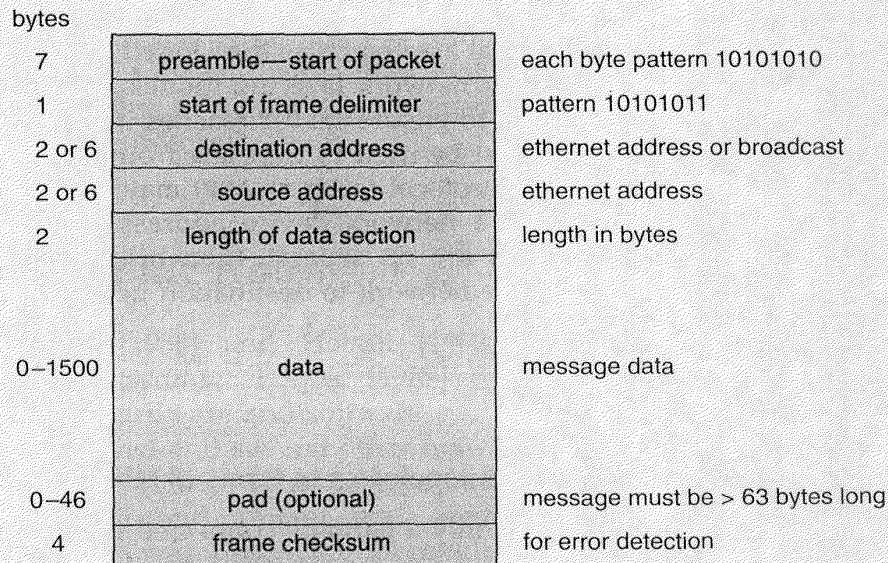 bytes
7 preamble—start of packet each byte pattern 10101010
1 start of frame delimiter pattern 10101011
2 or 6 destination address ethernet address or broadcast
2 or 6 source address ethernet address
2 length of data section length in bytes
0–1500 data message data
0–46 pad (optional) message must be > 63 bytes long
4 frame checksum for error detection